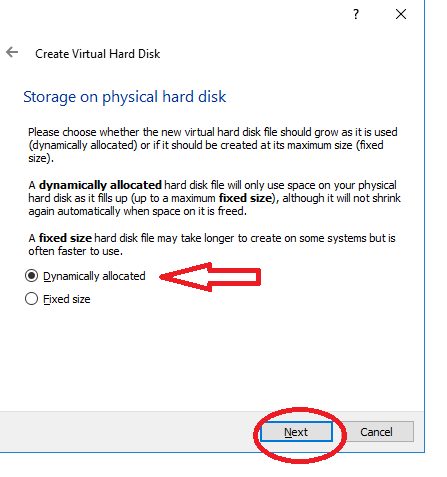 ?
Create Virtual Hard Disk
Storage on physical hard disk
Please choose whether the new virtual hard disk file should grow as it is used
(dynamically allocated) or if it should be created at its maximum size (fixed
size).
A dynamically allocated hard disk file will only use space on your physical
hard disk as it fills up (up to a maximum fixed size), although it will not shrink
again automatically when space on it is freed.
A fixed size hard disk file may take longer to create on some systems but is
often faster to use.
Dynamically allocated
Fixed size
Next Cancel